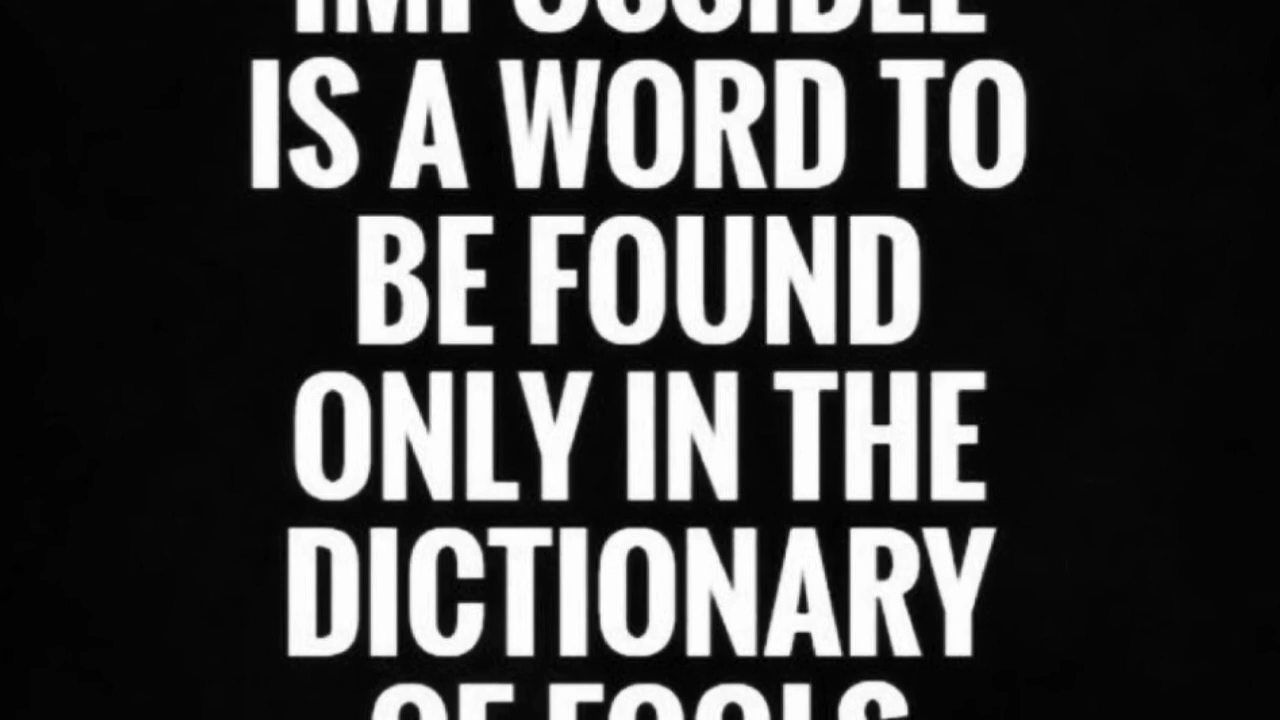 IMPOSSIBLE
IS A WORD TO
BE FOUND
ONLY IN THE
DICTIONARY
OF FOOLS